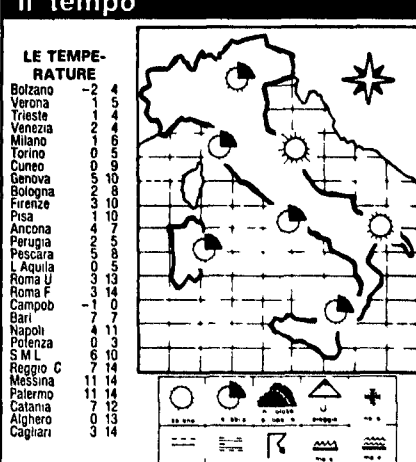 Il tempo
LE TEMPE-
RATURE
Bolzano -2 4
Verona 1 5
Trieste 1 4
Venezia 2 4
Milano 1 6
Torino 0 5
Cuneo 0 9
Genova 5 10
Bologna 2 8
Firenze 3 10
Pisa 1 10
Ancona 4 7
Perugia 2 5
Pescara 5 8
L Aquila 0 5
Roma U 3 13
Roma F 3 14
Campob -1 0
Bari 7 7
Napoli 4 11
Potenza 0 3
S M L 6 10
Reggio C 7 14
Messina 11 14
Palermo 11 14
Catania 7 12
Alghero 0 13
Cagliari 3 14